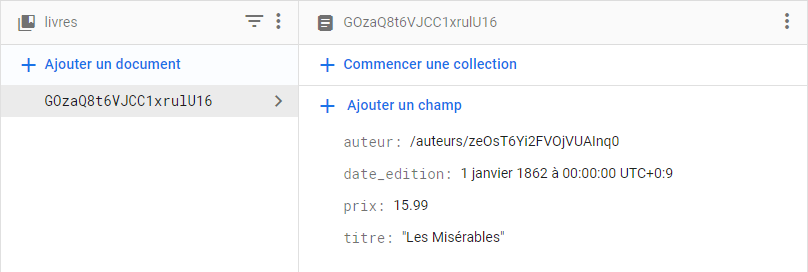 livres
GOzaQ8t6VJCC1xrulU16
Ajouter un document
GOzaQ8t6VJCC1xrulU16
Commencer une collection
Ajouter un champ
auteur: /auteurs/zeOsT6Yi2FVOjVUAInq0
date_edition: 1 janvier 1862 à 00:00:00 UTC+0:9
prix: 15.99
titre: "Les Misérables"